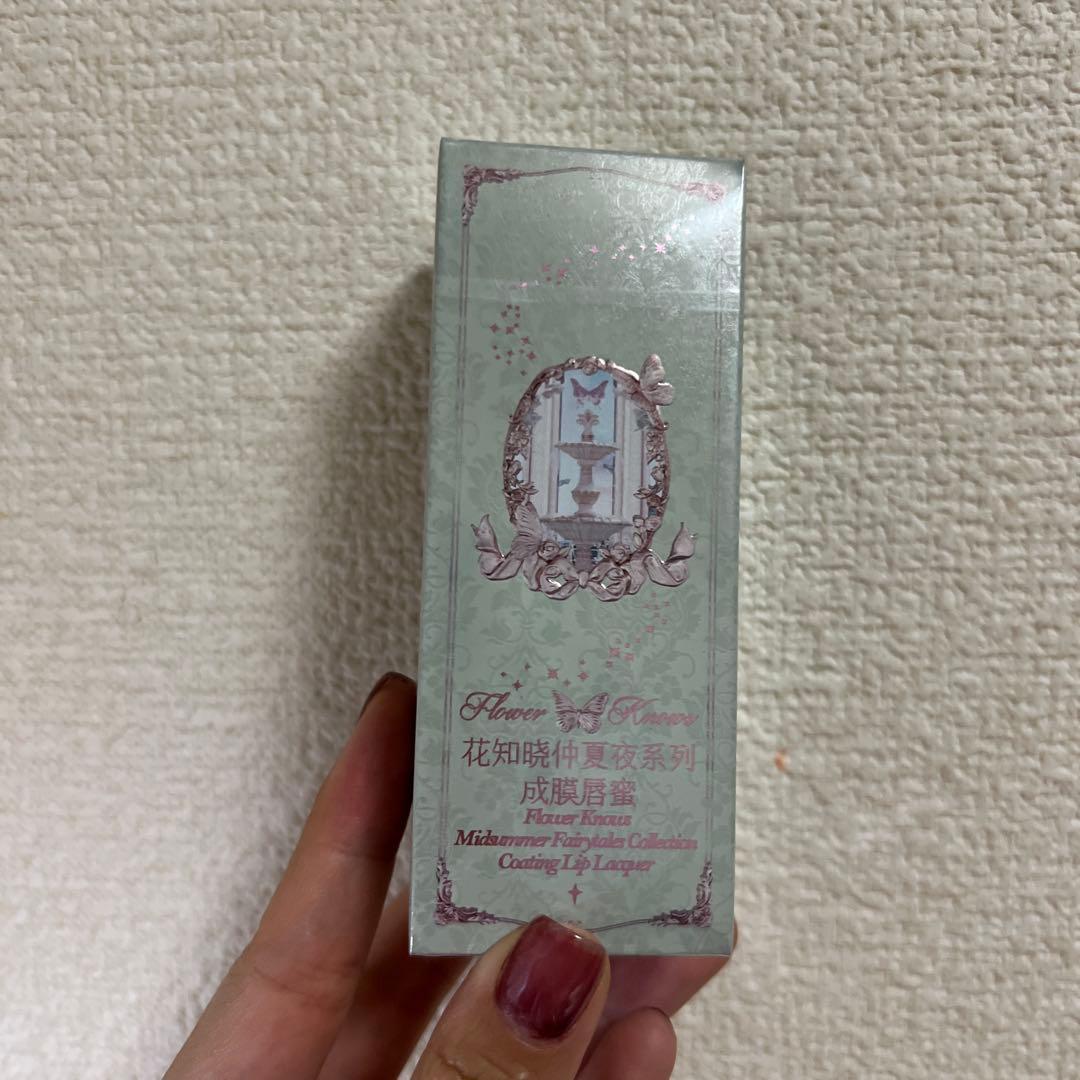 Flower Knows
花知晓仲夏夜系列
成膜唇蜜
Flower Knows
Midsummer Fairytales Collection
Coating Lip Lacquer